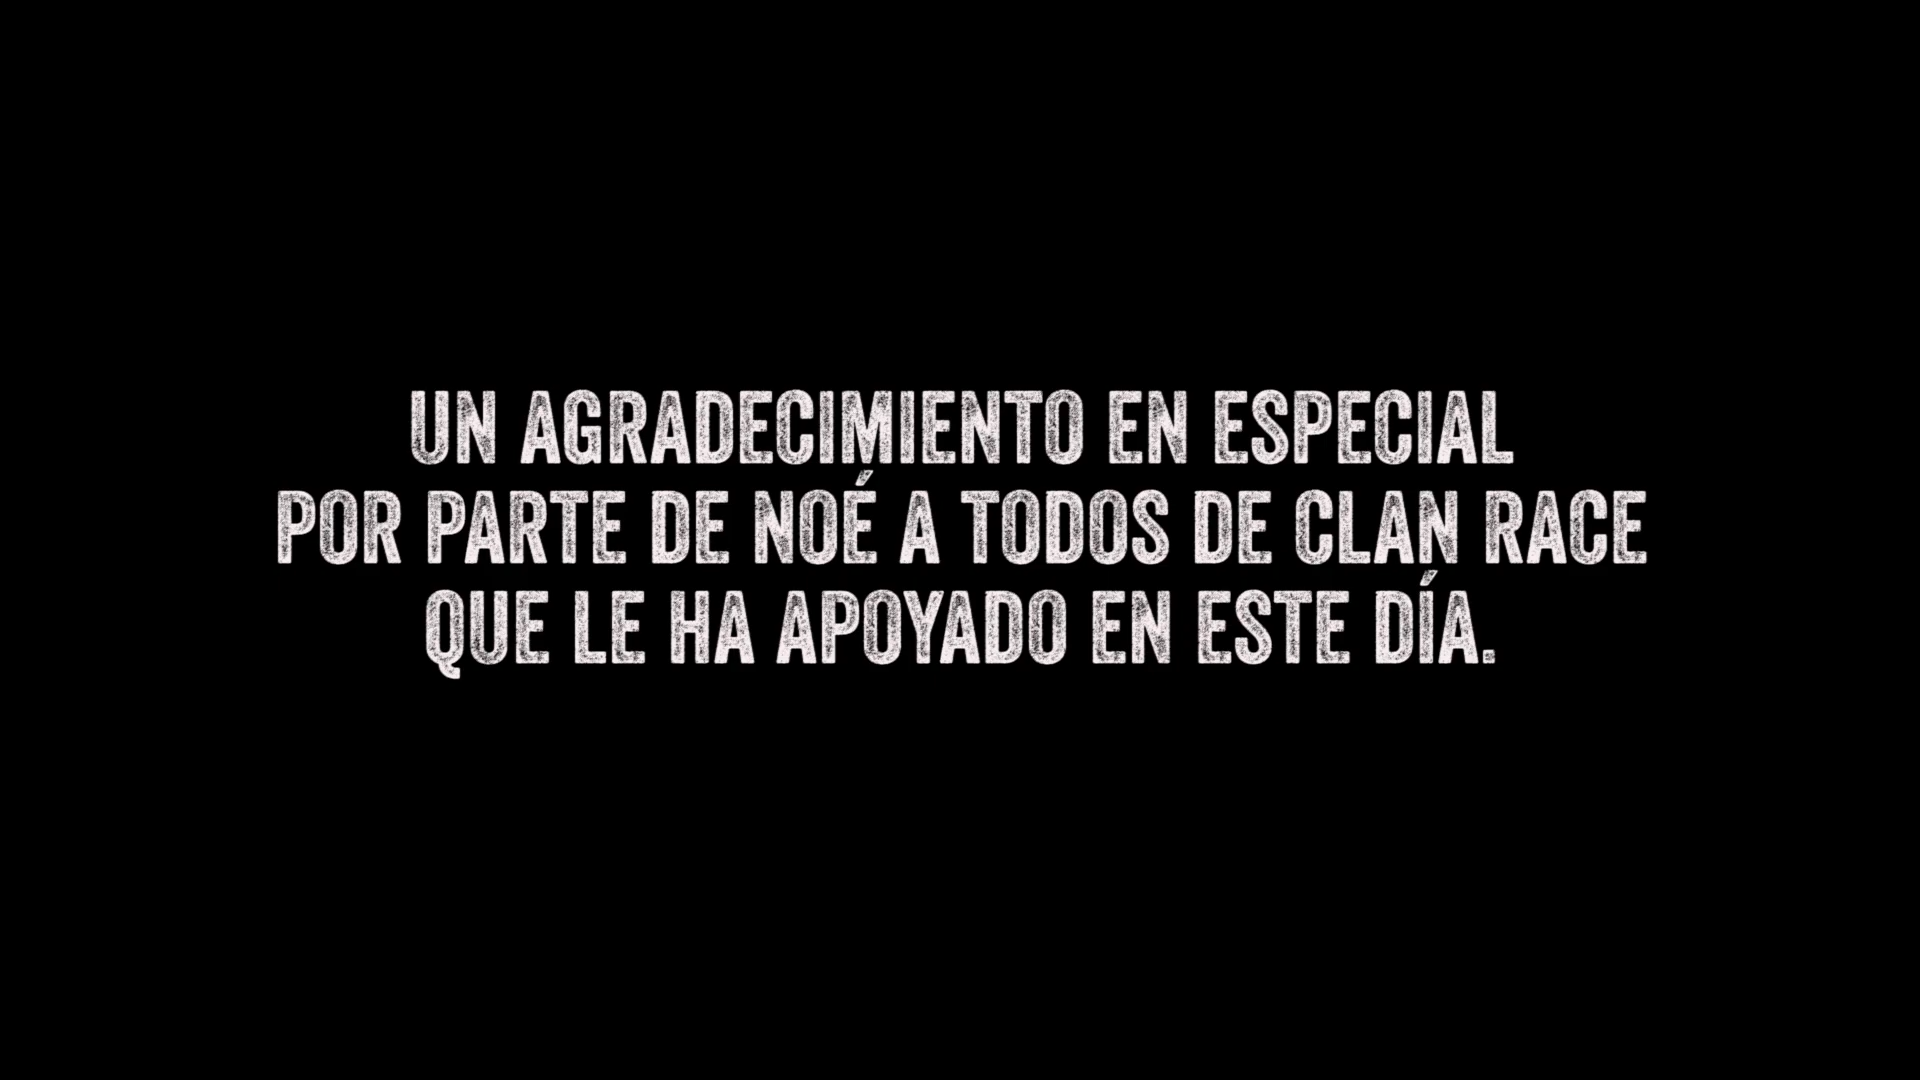 UN AGRADECIMIENTO EN ESPECIAL
POR PARTE DE NOÉ A TODOS DE CLAN RACE
QUE LE HA APOYADO EN ESTE DÍA.